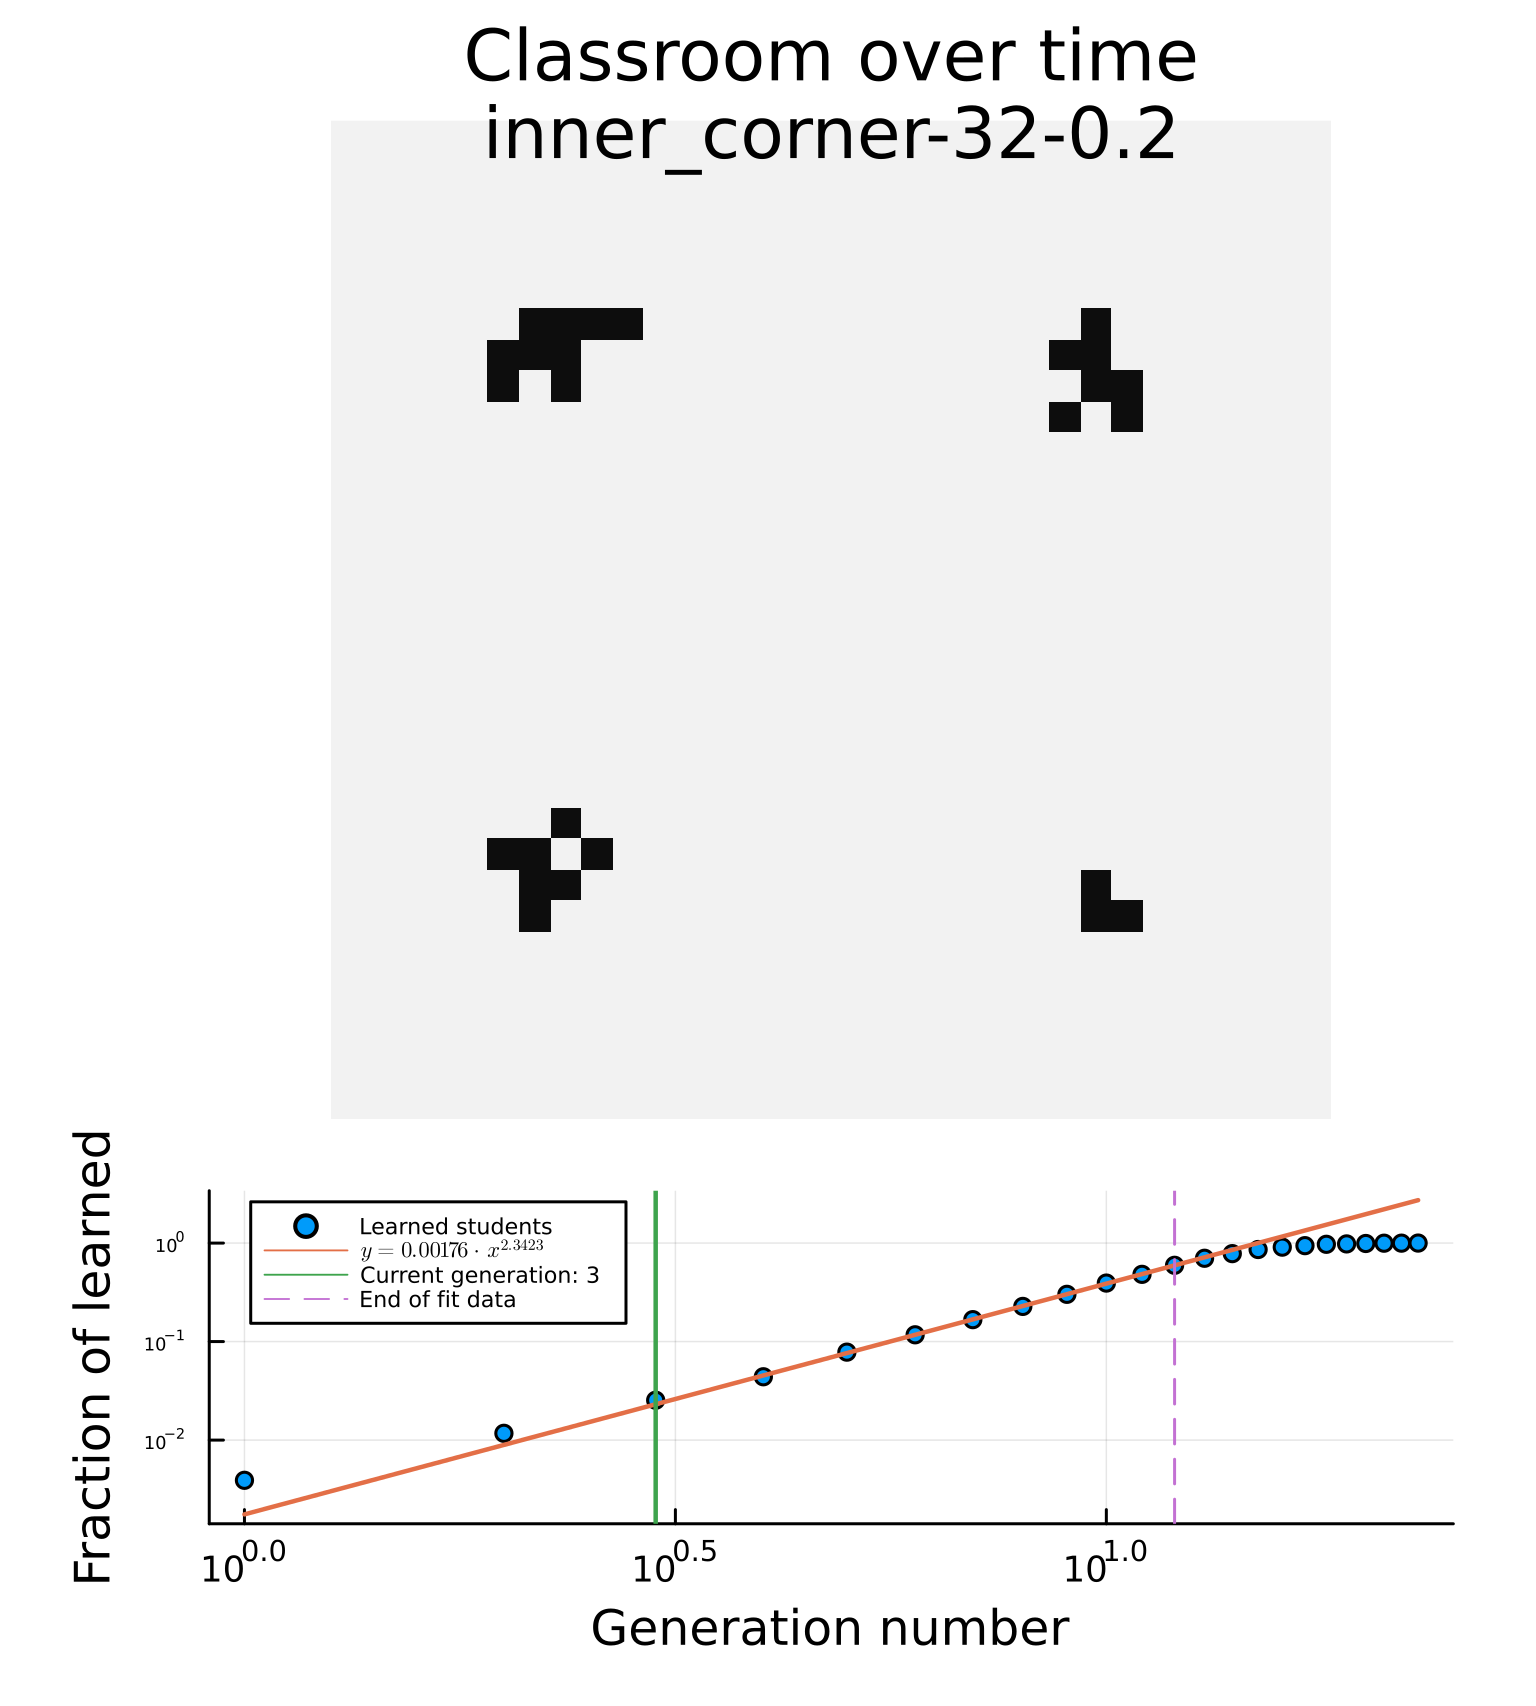 Classroom over time
inner_corner-32-0.2
Fraction of learned
10^0
10^−1
10^−2
Learned students
y = 0.00176 · x^2.3423
Current generation: 3
End of fit data
10^0.0
10^0.5
10^1.0
Generation number